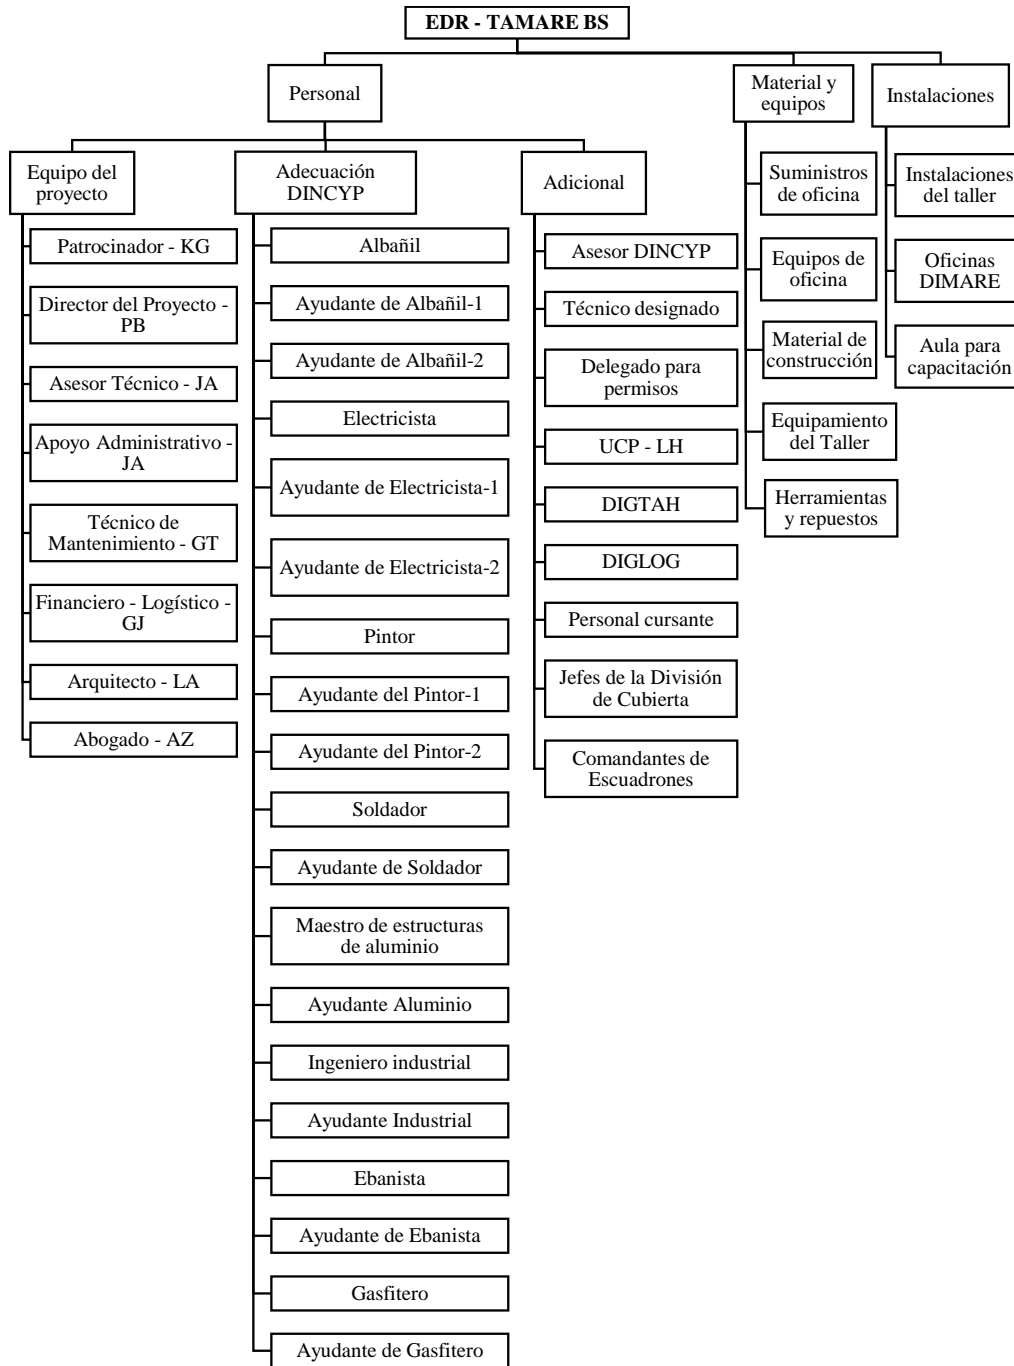 EDR - TAMARE BS
Personal
Material y
equipos
Instalaciones
Equipo del
proyecto
Adecuación
DINCYP
Adicional
Patrocinador - KG
Director del Proyecto -
PB
Asesor Técnico - JA
Apoyo Administrativo -
JA
Técnico de
Mantenimiento - GT
Financiero - Logístico -
GJ
Arquitecto - LA
Abogado - AZ
Albañil
Ayudante de Albañil-1
Ayudante de Albañil-2
Electricista
Ayudante de Electricista-1
Ayudante de Electricista-2
Pintor
Ayudante del Pintor-1
Ayudante del Pintor-2
Soldador
Ayudante de Soldador
Maestro de estructuras
de aluminio
Ayudante Aluminio
Ingeniero industrial
Ayudante Industrial
Ebanista
Ayudante de Ebanista
Gasfitero
Ayudante de Gasfitero
Asesor DINCYP
Técnico designado
Delegado para
permisos
UCP - LH
DIGTAH
DIGLOG
Personal cursante
Jefes de la División
de Cubierta
Comandantes de
Escuadrones
Suministros
de oficina
Equipos de
oficina
Material de
construcción
Equipamiento
del Taller
Herramientas
y repuestos
Instalaciones
del taller
Oficinas
DIMARE
Aula para
capacitación